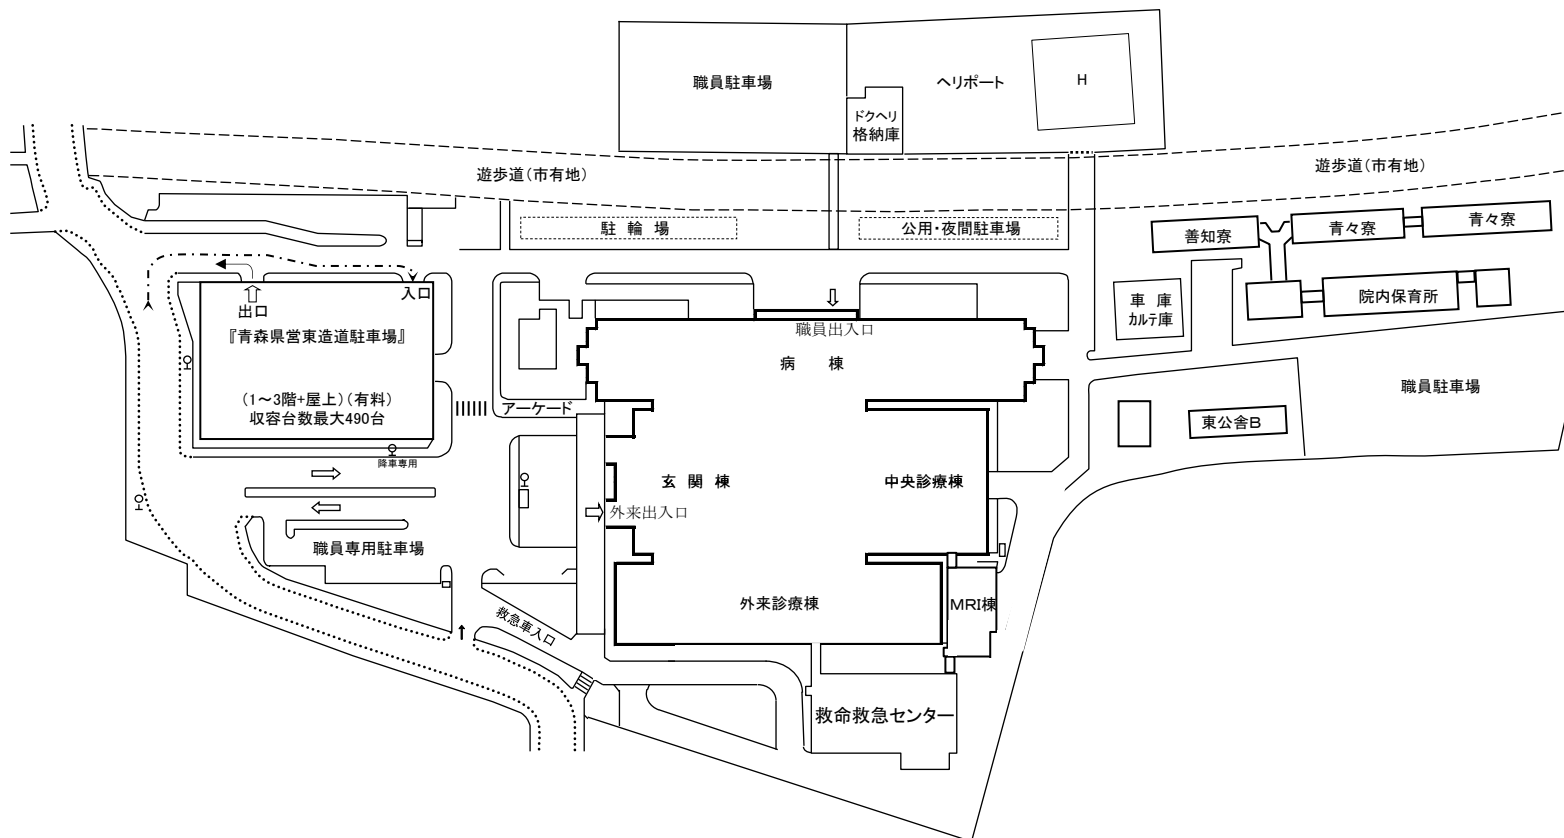 職員駐車場
ヘリポート
H
ドクヘリ
格納庫
遊歩道(市有地)
遊歩道(市有地)
駐輪場
公用・夜間駐車場
善知寮
青々寮
青々寮
院内保育所
車庫
カルテ庫
出口
入口
『青森県営東造道駐車場』
(1～3階+屋上)(有料)
収容台数最大490台
職員出入口
病棟
アーケード
職員駐車場
東公舎B
降車専用
玄関棟
中央診療棟
外来出入口
職員専用駐車場
外来診療棟
MRI棟
救急車入口
救命救急センター